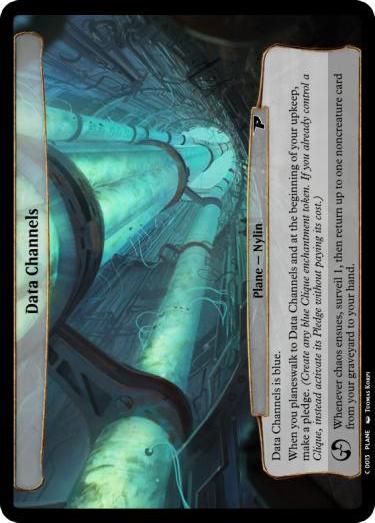 Data Channels
Plane – Nylin
Data Channels is blue.
When you planeswalk to Data Channels and at the beginning of your upkeep,
make a pledge. (Create any blue Clique enchantment token. If you already control a
Clique, instead activate its Pledge without paying its cost.)
Whenever chaos ensues, surveil 1, then return up to one noncreature card
from your graveyard to your hand.
C 0015 PLANE Toomas Korpi